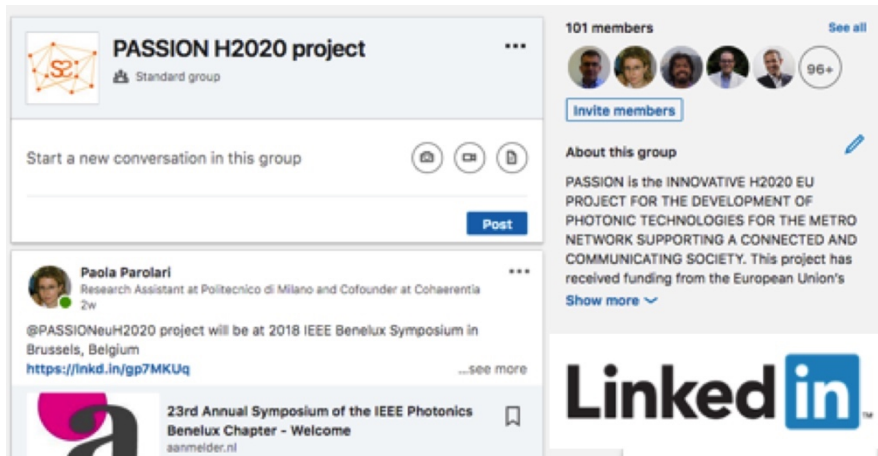 PASSION H2020 project
Standard group
Start a new conversation in this group
Post
Paola Parolari
Research Assistant at Politecnico di Milano and Cofounder at Cohaerentia
2w
@PASSIONeuH2020 project will be at 2018 IEEE Benelux Symposium in
Brussels, Belgium
https://lnkd.in/gp7MKUq
...see more
23rd Annual Symposium of the IEEE Photonics
Benelux Chapter - Welcome
aanmelder.nl
101 members
See all
96+
Invite members
About this group
PASSION is the INNOVATIVE H2020 EU
PROJECT FOR THE DEVELOPMENT OF
PHOTONIC TECHNOLOGIES FOR THE METRO
NETWORK SUPPORTING A CONNECTED AND
COMMUNICATING SOCIETY. This project has
received funding from the European Union's
Show more
Linked in